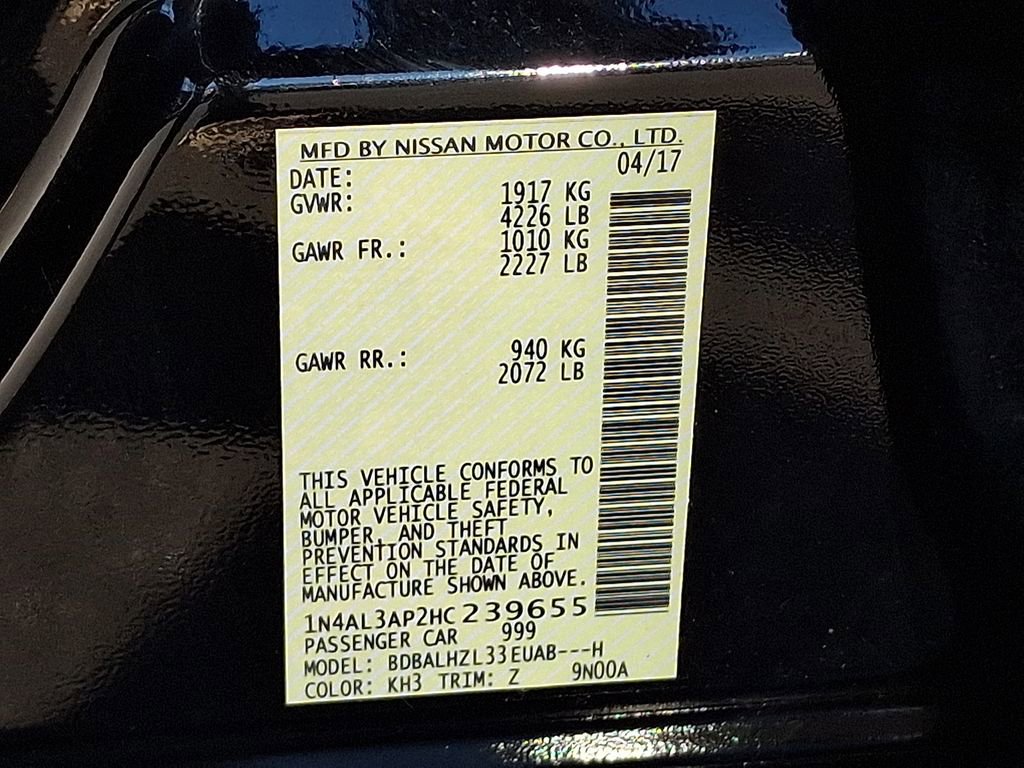 MFD BY NISSAN MOTOR CO., LTD.
DATE: 04/17
GVWR: 1917 KG
4226 LB
GAWR FR.: 1010 KG
2227 LB
GAWR RR.: 940 KG
2072 LB
THIS VEHICLE CONFORMS TO
ALL APPLICABLE FEDERAL
MOTOR VEHICLE SAFETY,
BUMPER, AND THEFT
PREVENTION STANDARDS IN
EFFECT ON THE DATE OF
MANUFACTURE SHOWN ABOVE.
1N4AL3AP2HC239655
PASSENGER CAR 999
MODEL: BDBALHZL33EUAB---H
COLOR: KH3 TRIM: Z 9N00A